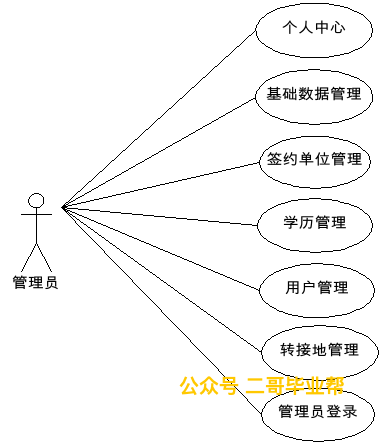 个人中心
基础数据管理
签约单位管理
学历管理
管理员
用户管理
转接地管理
公众号 二哥毕业帮
管理员登录